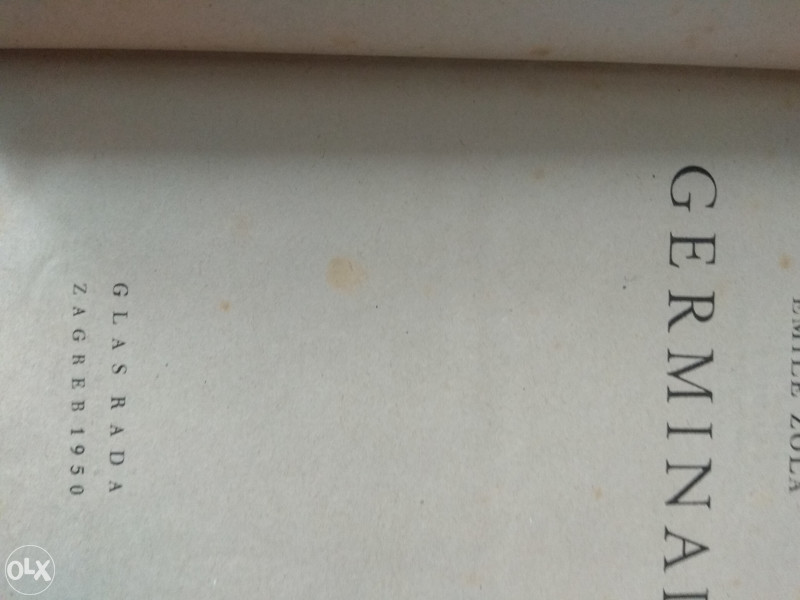 EMILE ZOLA
GERMINAL
GLAS RADA
ZAGREB 1950
OLX